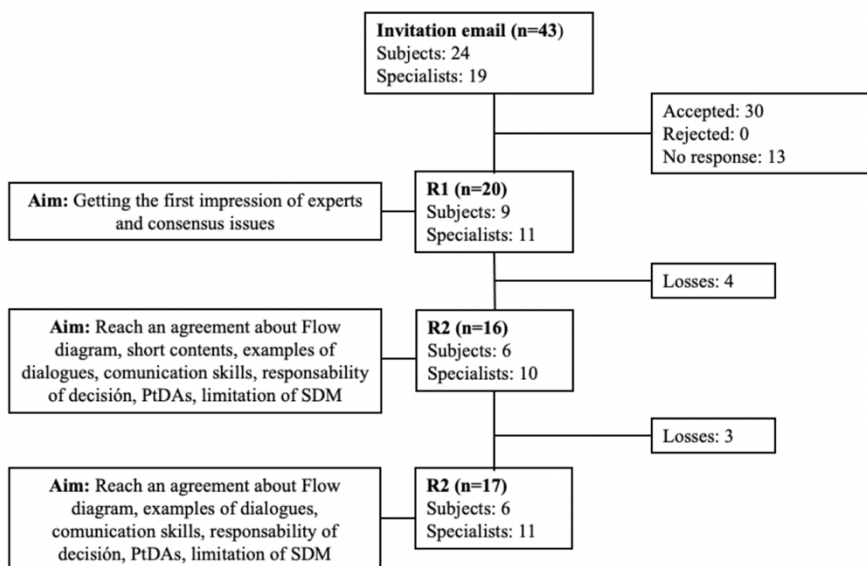 Invitation email (n=43)
Subjects: 24
Specialists: 19
Accepted: 30
Rejected: 0
No response: 13
R1 (n=20)
Subjects: 9
Specialists: 11
Aim: Getting the first impression of experts
and consensus issues
Losses: 4
R2 (n=16)
Subjects: 6
Specialists: 10
Aim: Reach an agreement about Flow
diagram, short contents, examples of
dialogues, comunication skills, responsability
of decisión, PtDAs, limitation of SDM
Losses: 3
R2 (n=17)
Subjects: 6
Specialists: 11
Aim: Reach an agreement about Flow
diagram, examples of dialogues,
comunication skills, responsability of
decisión, PtDAs, limitation of SDM